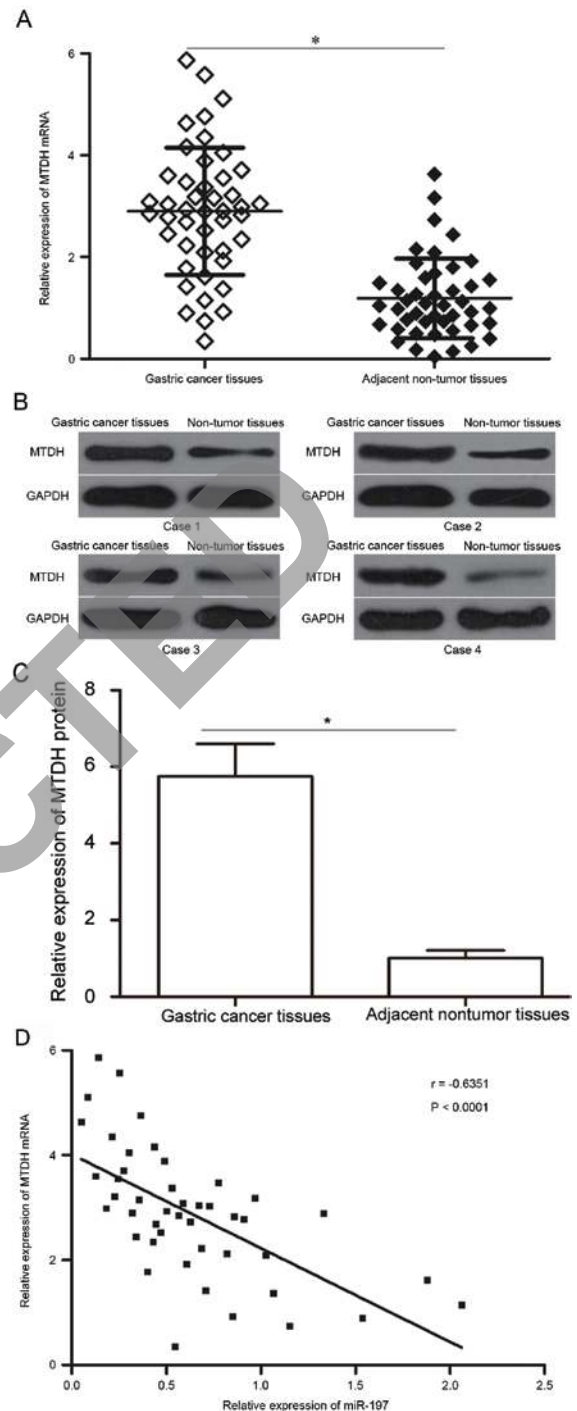 A
*
6
4
2
0
Relative expression of MTDH mRNA
Gastric cancer tissues Adjacent non-tumor tissues
B
Gastric cancer tissues Non-tumor tissues
MTDH
GAPDH
Case 1
Gastric cancer tissues Non-tumor tissues
MTDH
GAPDH
Case 2
Gastric cancer tissues Non-tumor tissues
MTDH
GAPDH
Case 3
Gastric cancer tissues Non-tumor tissues
MTDH
GAPDH
Case 4
C
*
8
6
4
2
0
Relative expression of MTDH protein
Gastric cancer tissues Adjacent nontumor tissues
D
6
4
2
0
Relative expression of MTDH mRNA
r = -0.6351
P < 0.0001
0.0 0.5 1.0 1.5 2.0 2.5
Relative expression of miR-197
CTED